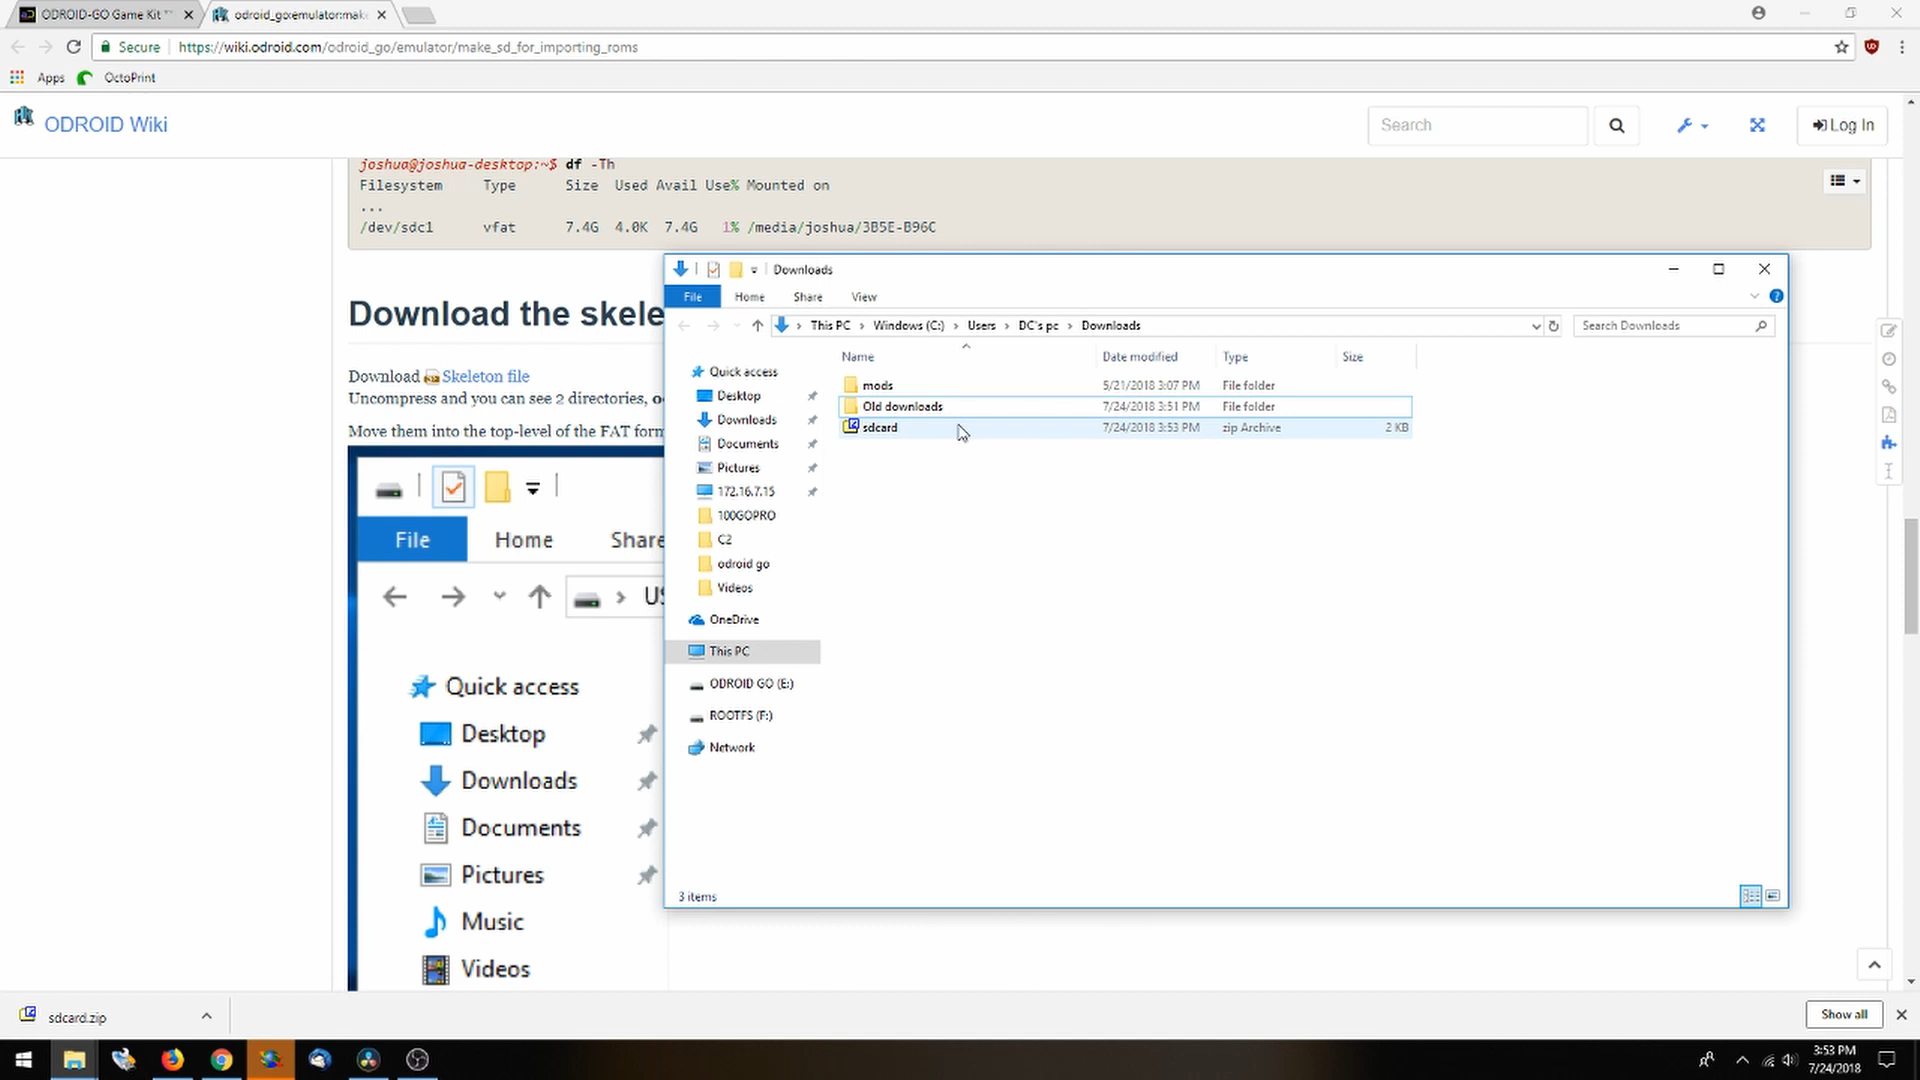 ODROID-GO Game Kit
odroid_go:emulator:make
Secure
https://wiki.odroid.com/odroid_go/emulator/make_sd_for_importing_roms
Apps
OctoPrint
ODROID Wiki
Search
Log In
joshua@joshua-desktop:~$ df -Th
Filesystem Type Size Used Avail Use% Mounted on
...
/dev/sdc1 vfat 7.4G 4.0K 7.4G 1% /media/joshua/3B5E-B96C
Download the skele
Download Skeleton file
Uncompress and you can see 2 directories,
Move them into the top-level of the FAT form
File
Home
Share
Quick access
Desktop
Downloads
Documents
Pictures
Music
Videos
Downloads
File
Home
Share
View
This PC
Windows (C:)
Users
DC's pc
Downloads
Search Downloads
Name
Date modified
Type
Size
mods 5/21/2018 3:07 PM File folder
Old downloads 7/24/2018 3:51 PM File folder
sdcard 7/24/2018 3:53 PM zip Archive 2 KB
Quick access
Desktop
Downloads
Documents
Pictures
172.16.7.15
100GOPRO
C2
odroid go
Videos
OneDrive
This PC
ODROID GO (E:)
ROOTFS (F:)
Network
3 items
sdcard.zip
Show all
3:53 PM
7/24/2018